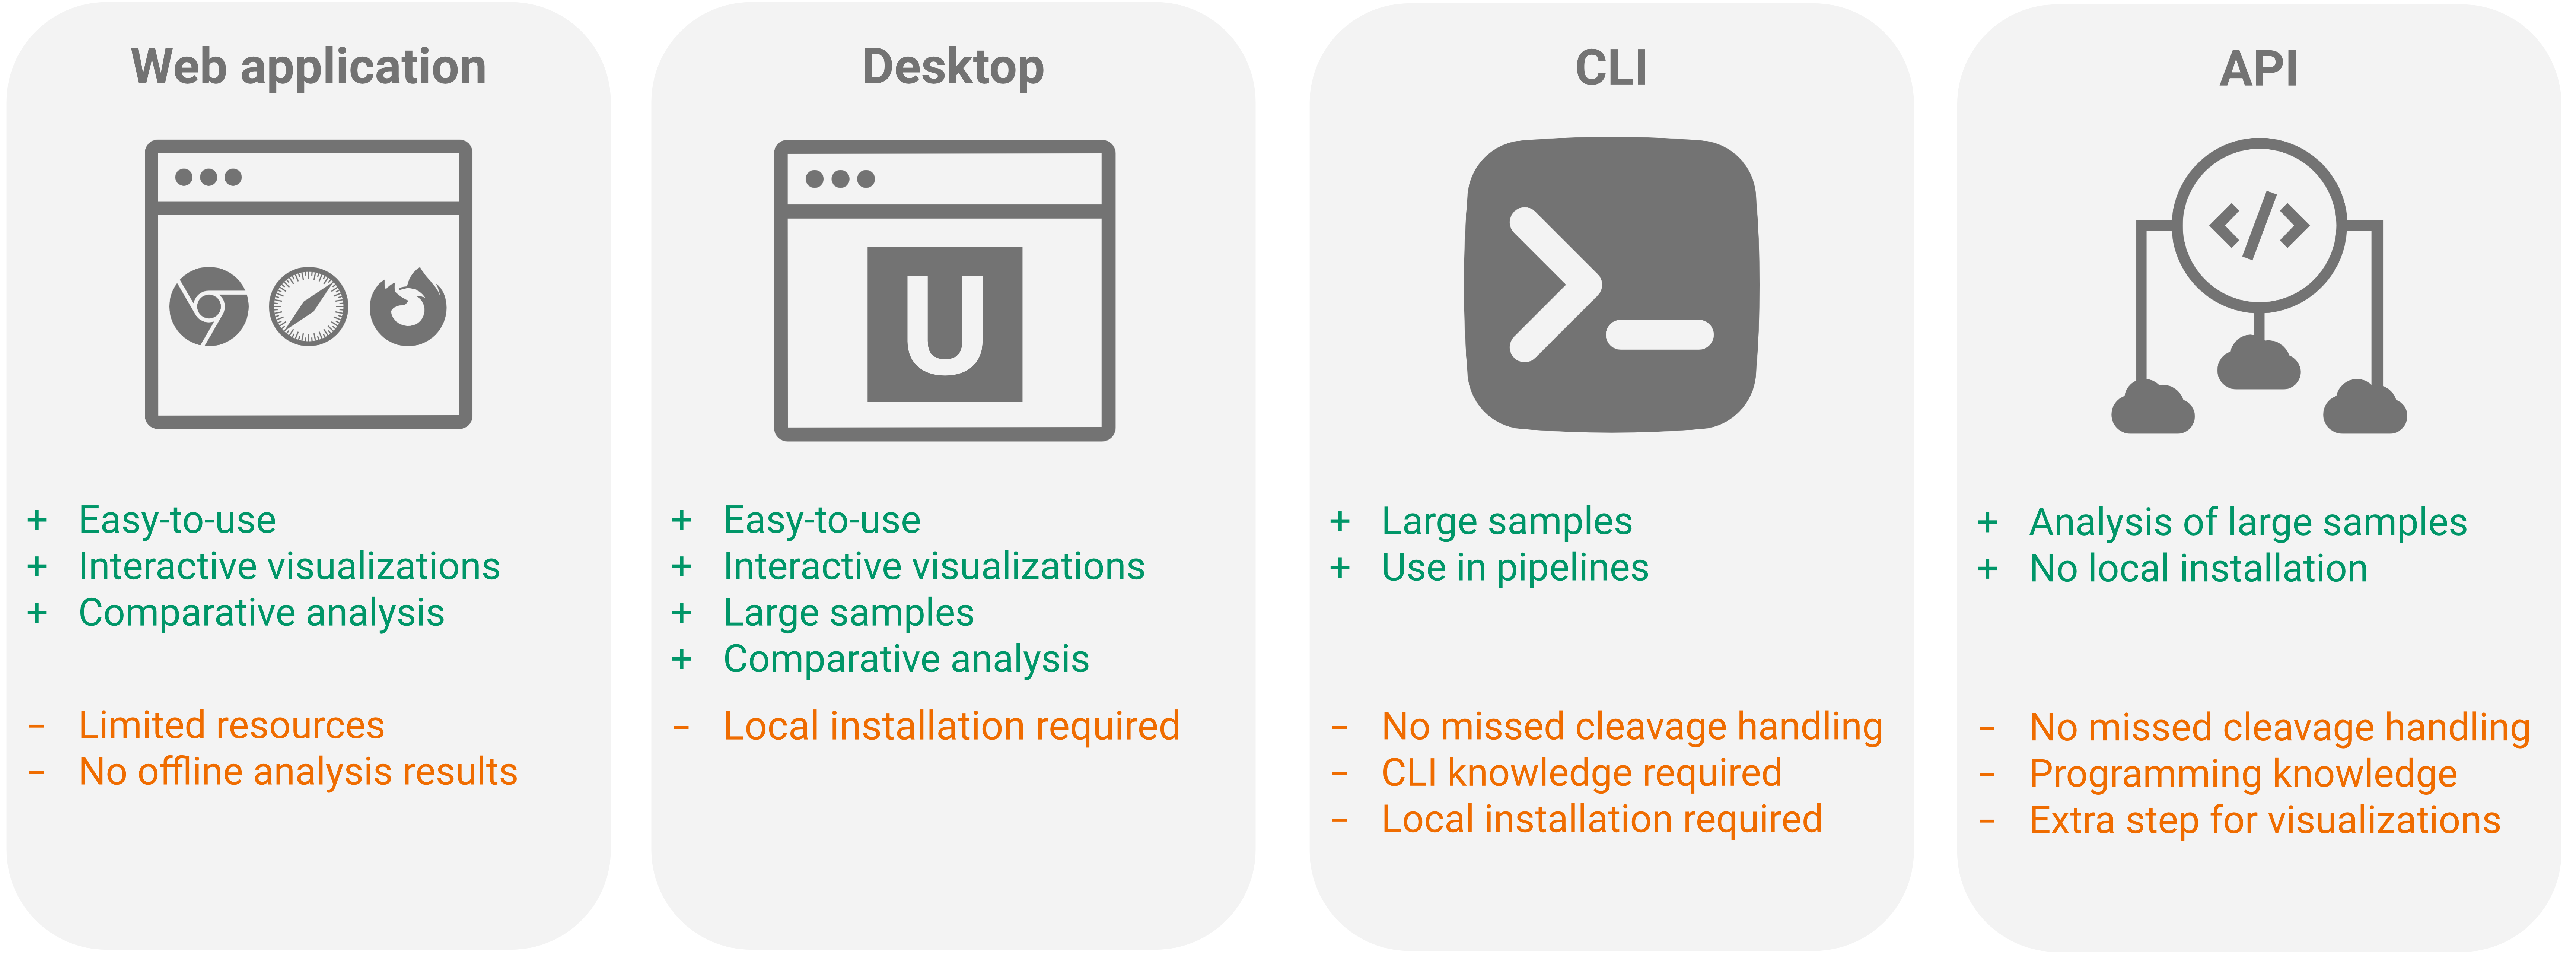 Web application
U
+ Easy-to-use
+ Interactive visualizations
+ Comparative analysis
- Limited resources
- No offline analysis results
Desktop
+ Easy-to-use
+ Interactive visualizations
+ Large samples
+ Comparative analysis
- Local installation required
CLI
>_
+ Large samples
+ Use in pipelines
- No missed cleavage handling
- CLI knowledge required
- Local installation required
API
</>
+ Analysis of large samples
+ No local installation
- No missed cleavage handling
- Programming knowledge
- Extra step for visualizations